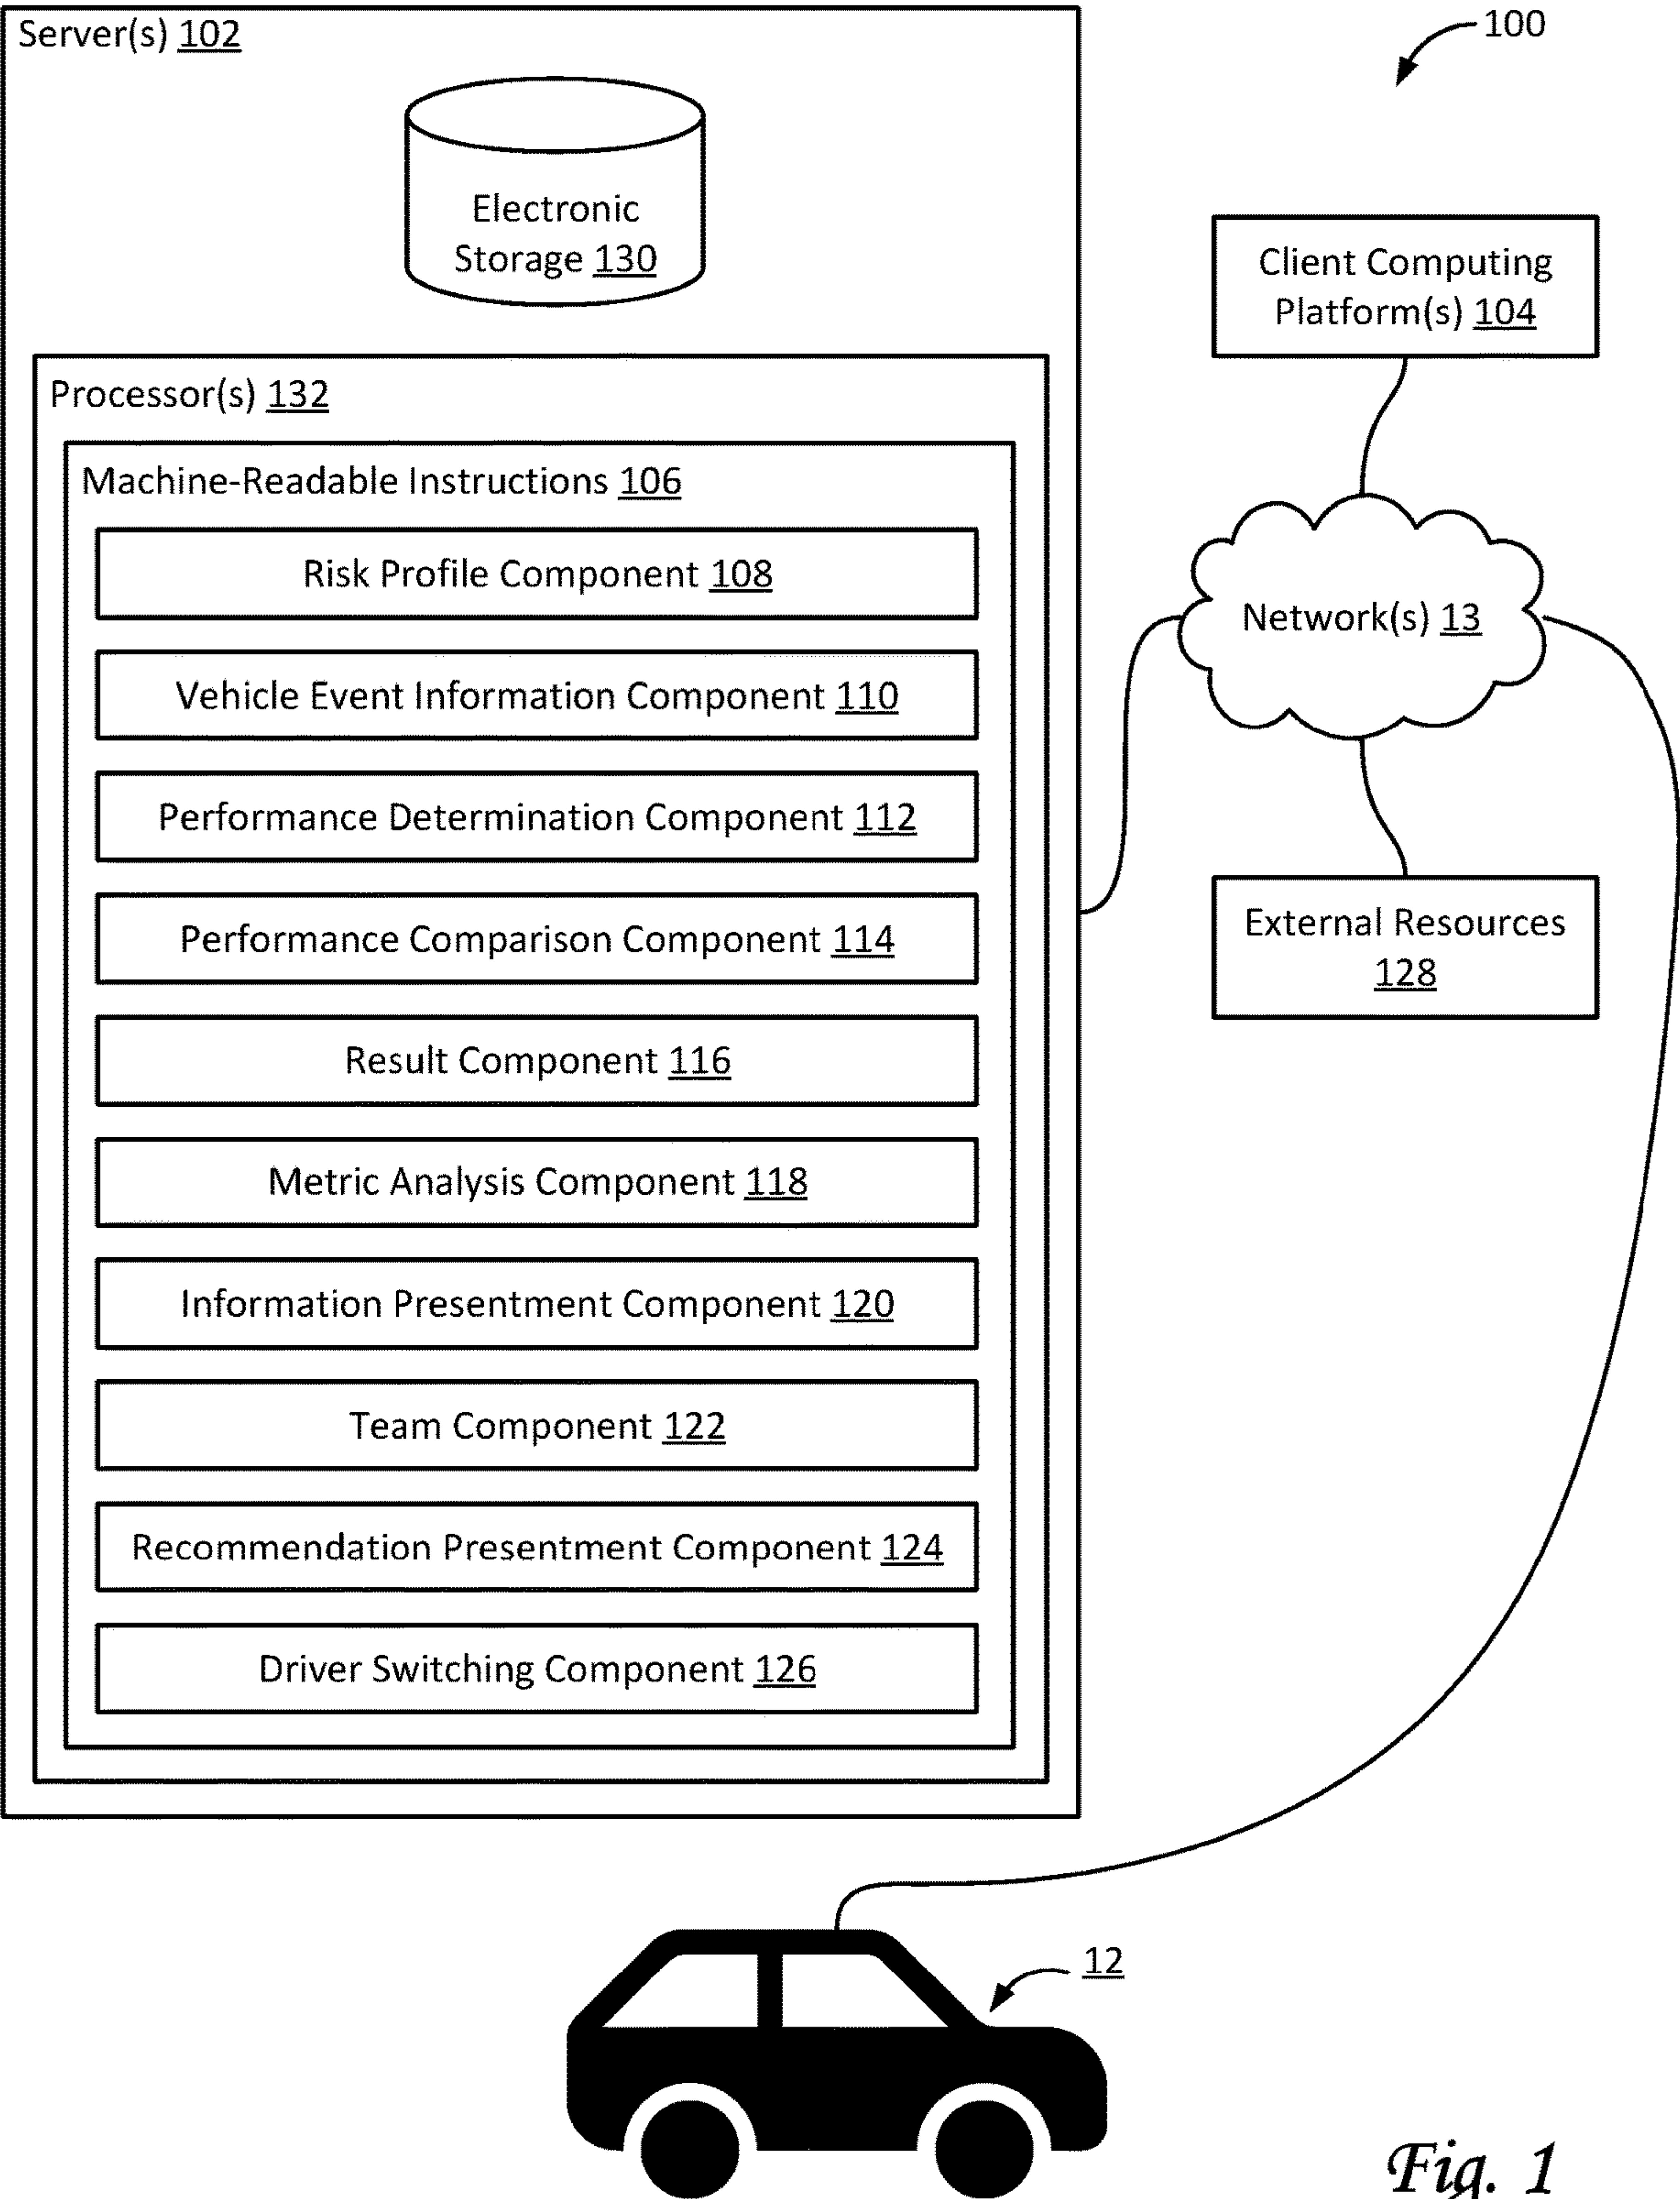 Server(s) 102
100
Electronic
Storage 130
Client Computing
Platform(s) 104
Processor(s) 132
Machine-Readable Instructions 106
Risk Profile Component 108
Network(s) 13
Vehicle Event Information Component 110
Performance Determination Component 112
Performance Comparison Component 114
External Resources
128
Result Component 116
Metric Analysis Component 118
Information Presentment Component 120
Team Component 122
Recommendation Presentment Component 124
Driver Switching Component 126
12
Fig. 1